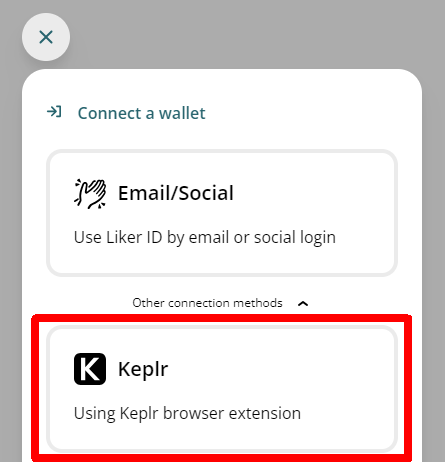 Connect a wallet
Email/Social
Use Liker ID by email or social login
Other connection methods
K Keplr
Using Keplr browser extension